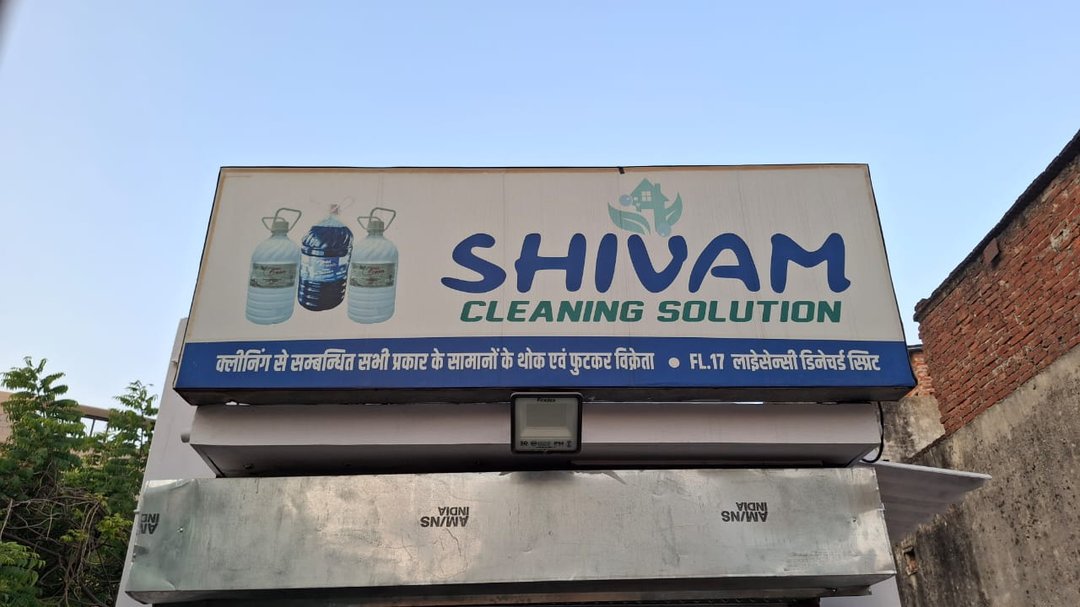 SHIVAM
CLEANING SOLUTION
क्लीनिंग से सम्बन्धित सभी प्रकार के सामानों के थोक एवं फुटकर विक्रेता • FL.17 लाइसेन्सी डिनेचर्ड स्प्रिट
AM/NS INDIA
AM/NS INDIA
INDIA